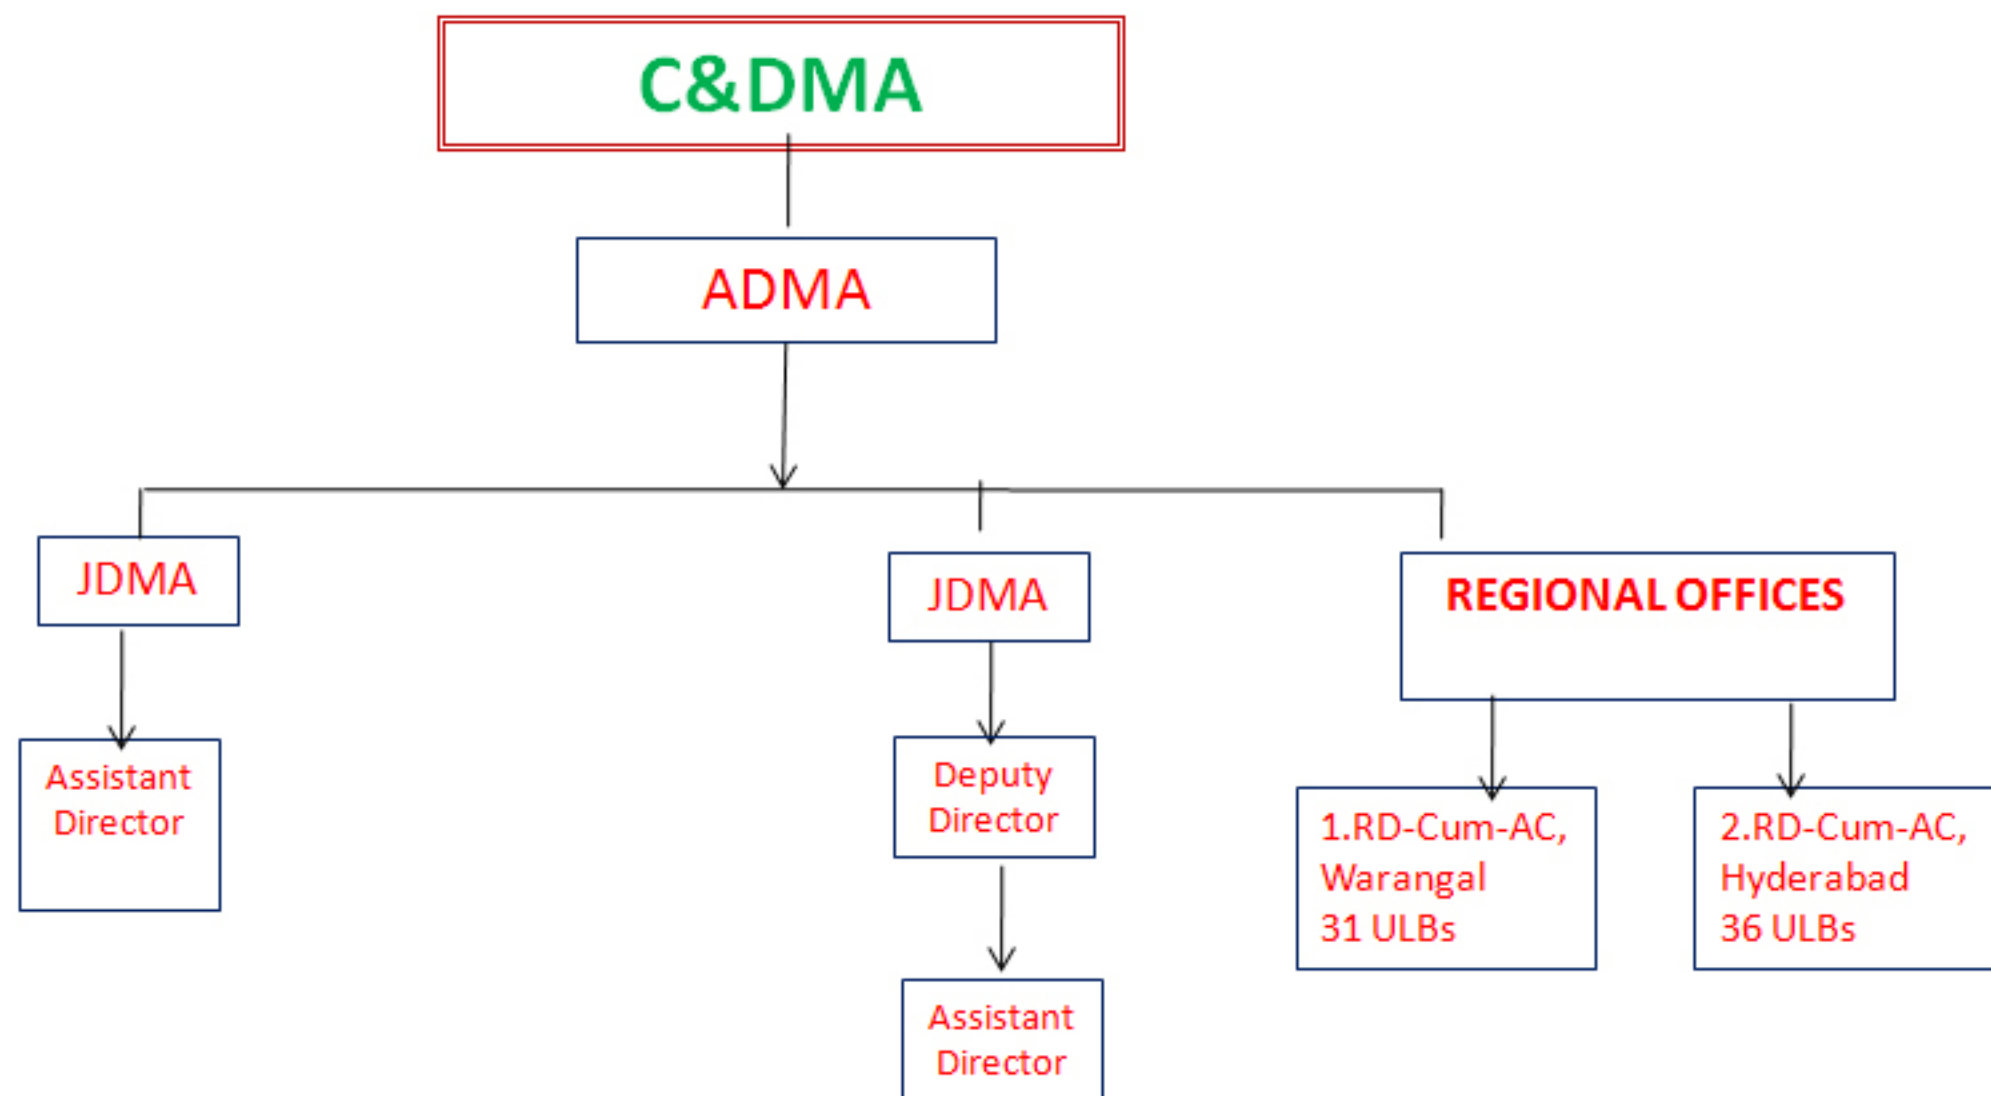 C&DMA
ADMA
JDMA
JDMA
REGIONAL OFFICES
Assistant
Director
Deputy
Director
1.RD-Cum-AC,
Warangal
31 ULBs
2.RD-Cum-AC,
Hyderabad
36 ULBs
Assistant
Director